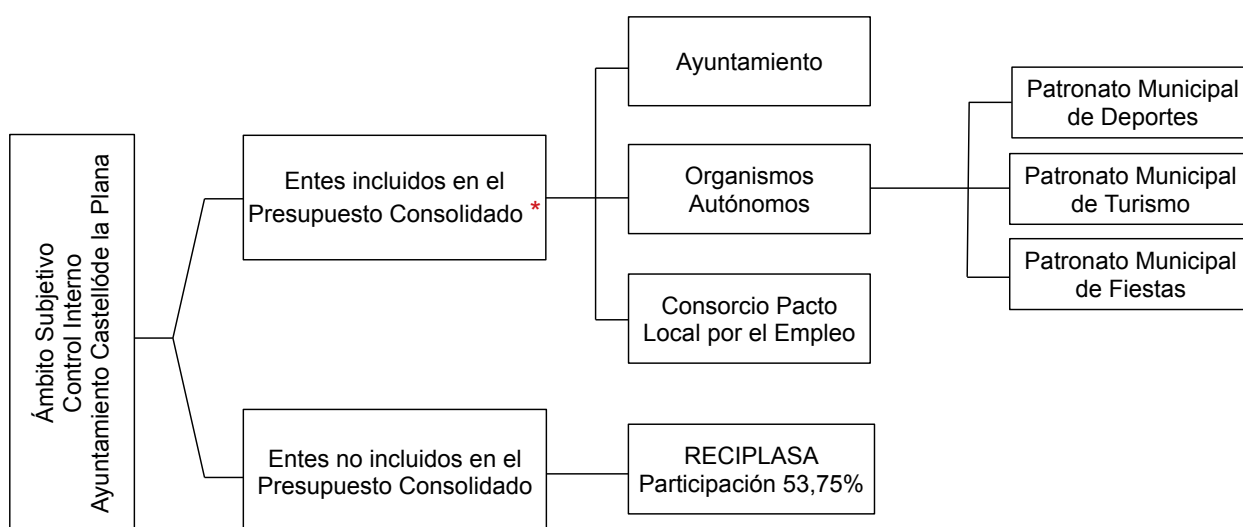 Ámbito Subjetivo
Control Interno
Ayuntamiento Castellóde la Plana
Entes incluidos en el
Presupuesto Consolidado *
Ayuntamiento
Organismos
Autónomos
Consorcio Pacto
Local por el Empleo
Patronato Municipal
de Deportes
Patronato Municipal
de Turismo
Patronato Municipal
de Fiestas
Entes no incluidos en el
Presupuesto Consolidado
RECIPLASA
Participación 53,75%